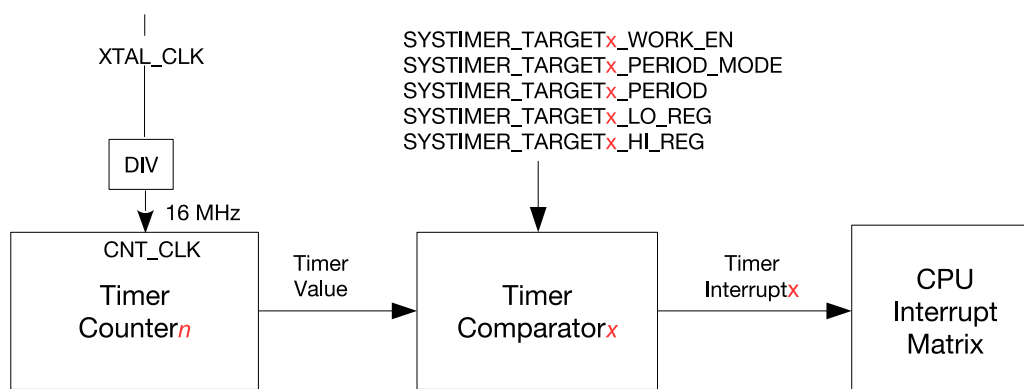 SYSTIMER_TARGETx_WORK_EN
XTAL_CLK
SYSTIMER_TARGETx_PERIOD_MODE
SYSTIMER_TARGETx_PERIOD
SYSTIMER_TARGETx_LO_REG
SYSTIMER_TARGETx_HI_REG
DIV
16 MHz
CNT_CLK
Timer
Countern
Timer
Value
Timer
Comparatorx
Timer
Interruptx
CPU
Interrupt
Matrix